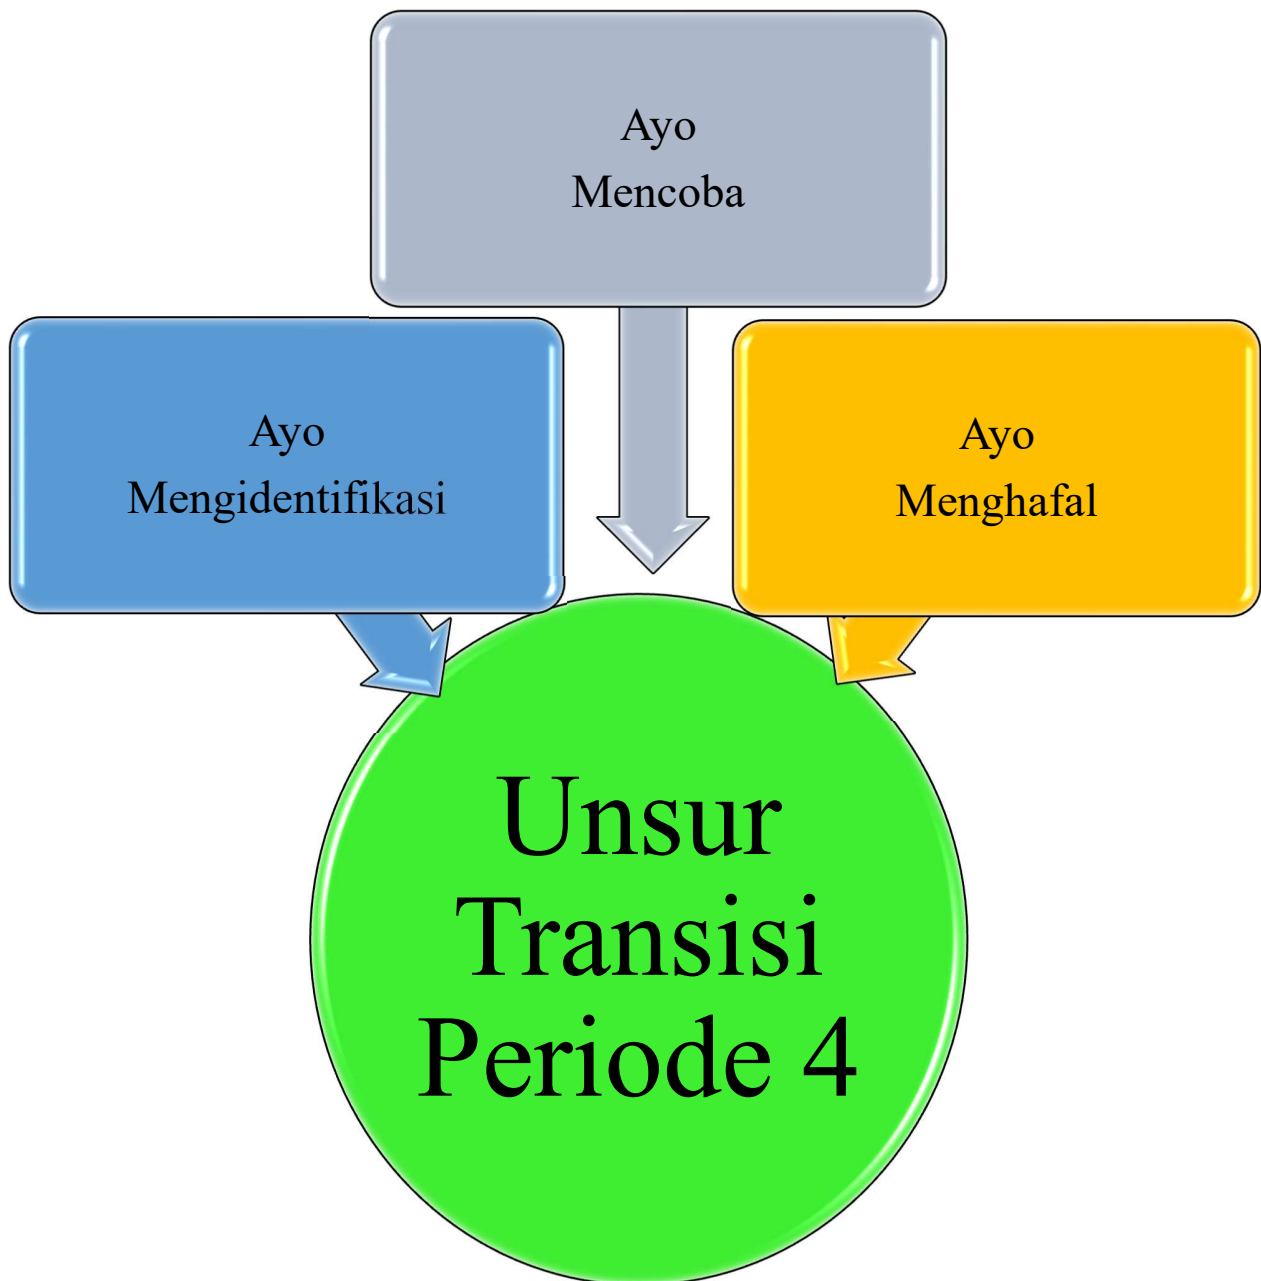 Ayo
Mencoba
Ayo
Mengidentifikasi
Ayo
Menghafal
Unsur
Transisi
Periode 4